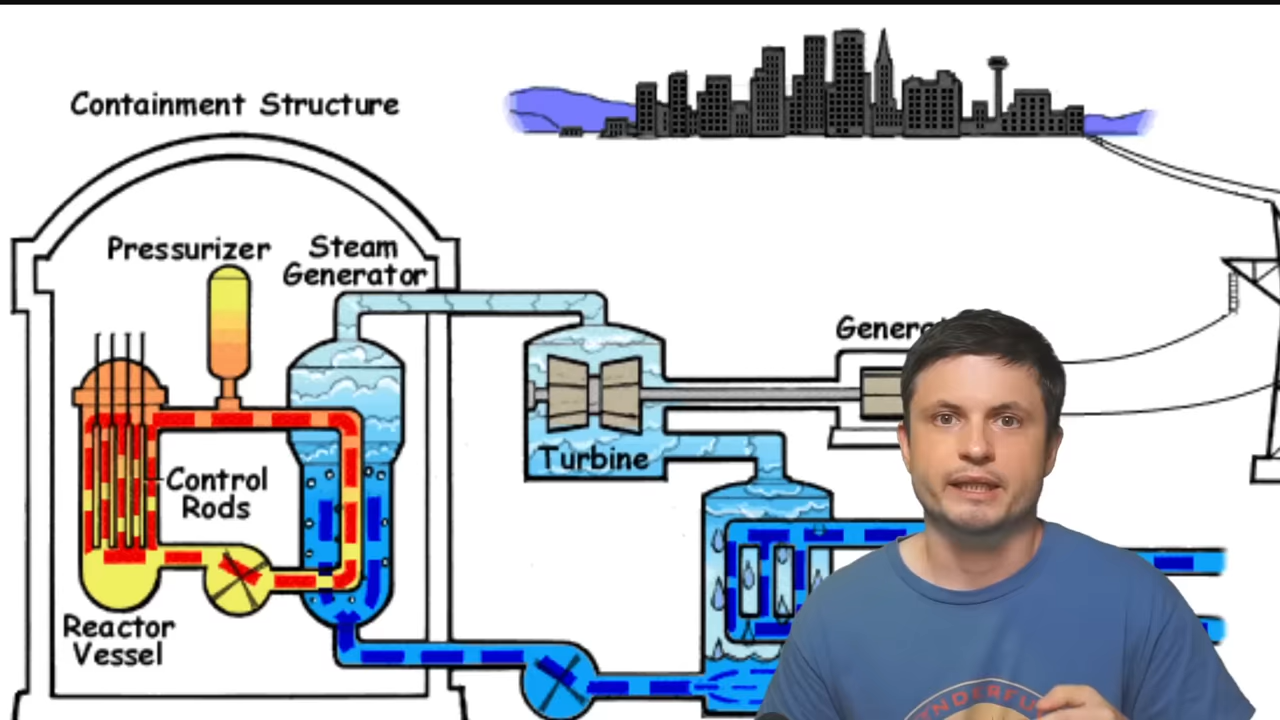 Containment Structure
Pressurizer
Steam
Generator
Control
Rods
Turbine
Reactor
Vessel